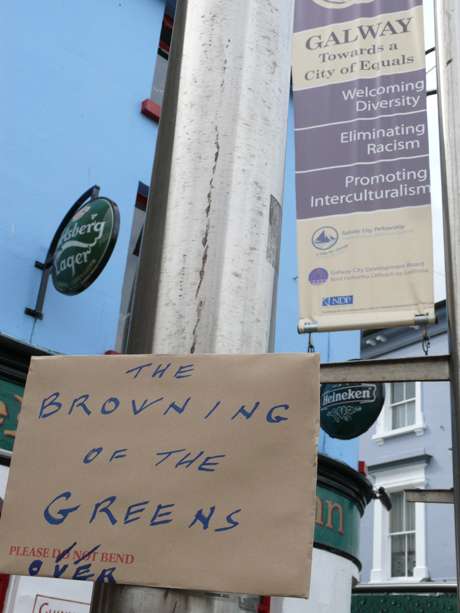 GALWAY
Towards a
City of Equals
Welcoming
Diversity
Eliminating
Racism
Promoting
Interculturalism
Galway City Development Board
NDP
Carlsberg
Lager
Heineken
THE
BROWNING
OF THE
GREENS
PLEASE DO NOT BEND
OVER